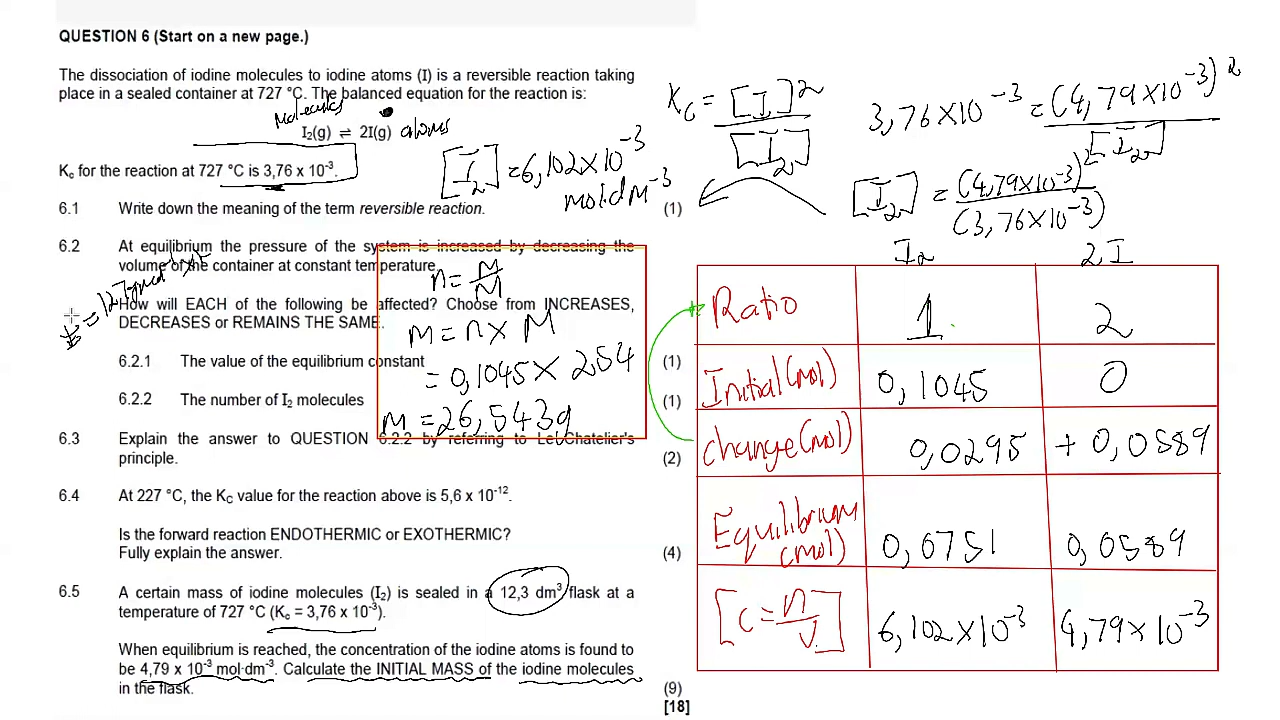 QUESTION 6 (Start on a new page.)
The dissociation of iodine molecules to iodine atoms (I) is a reversible reaction taking
place in a sealed container at 727 °C. The balanced equation for the reaction is:
molecules
I₂(g) ⇌ 2I(g) atoms
Kc for the reaction at 727 °C is 3,76 x 10⁻³.
[I₂] = 6,102 × 10⁻³
mol.dm⁻³
6.1 Write down the meaning of the term reversible reaction. (1)
6.2 At equilibrium the pressure of the system is increased by decreasing the
volume of the container at constant temperature.
How will EACH of the following be affected? Choose from INCREASES,
DECREASES or REMAINS THE SAME.
6.2.1 The value of the equilibrium constant (1)
6.2.2 The number of I₂ molecules (1)
6.3 Explain the answer to QUESTION 6.2.2 by referring to Le Chatelier's
principle. (2)
6.4 At 227 °C, the KC value for the reaction above is 5,6 x 10⁻¹².
Is the forward reaction ENDOTHERMIC or EXOTHERMIC?
Fully explain the answer. (4)
6.5 A certain mass of iodine molecules (I₂) is sealed in a 12,3 dm³ flask at a
temperature of 727 °C (Kc = 3,76 x 10⁻³).
When equilibrium is reached, the concentration of the iodine atoms is found to
be 4,79 x 10⁻³ mol·dm⁻³. Calculate the INITIAL MASS of the iodine molecules
in the flask. (9)
[18]
n = m/M
m = n × M
= 0,1045 × 254
m = 26,543g
Kc = [I]²/[I₂]
3,76×10⁻³ = (4,79×10⁻³)²/[I₂]
[I₂] = (4,79×10⁻³)²/(3,76×10⁻³)
I₂ 2I
Ratio 1 2
Initial(mol) 0,1045 0
change(mol) 0,0295 + 0,0589
Equilibrium (mol) 0,0751 0,0589
[c = n/V] 6,102×10⁻³ 4,79×10⁻³